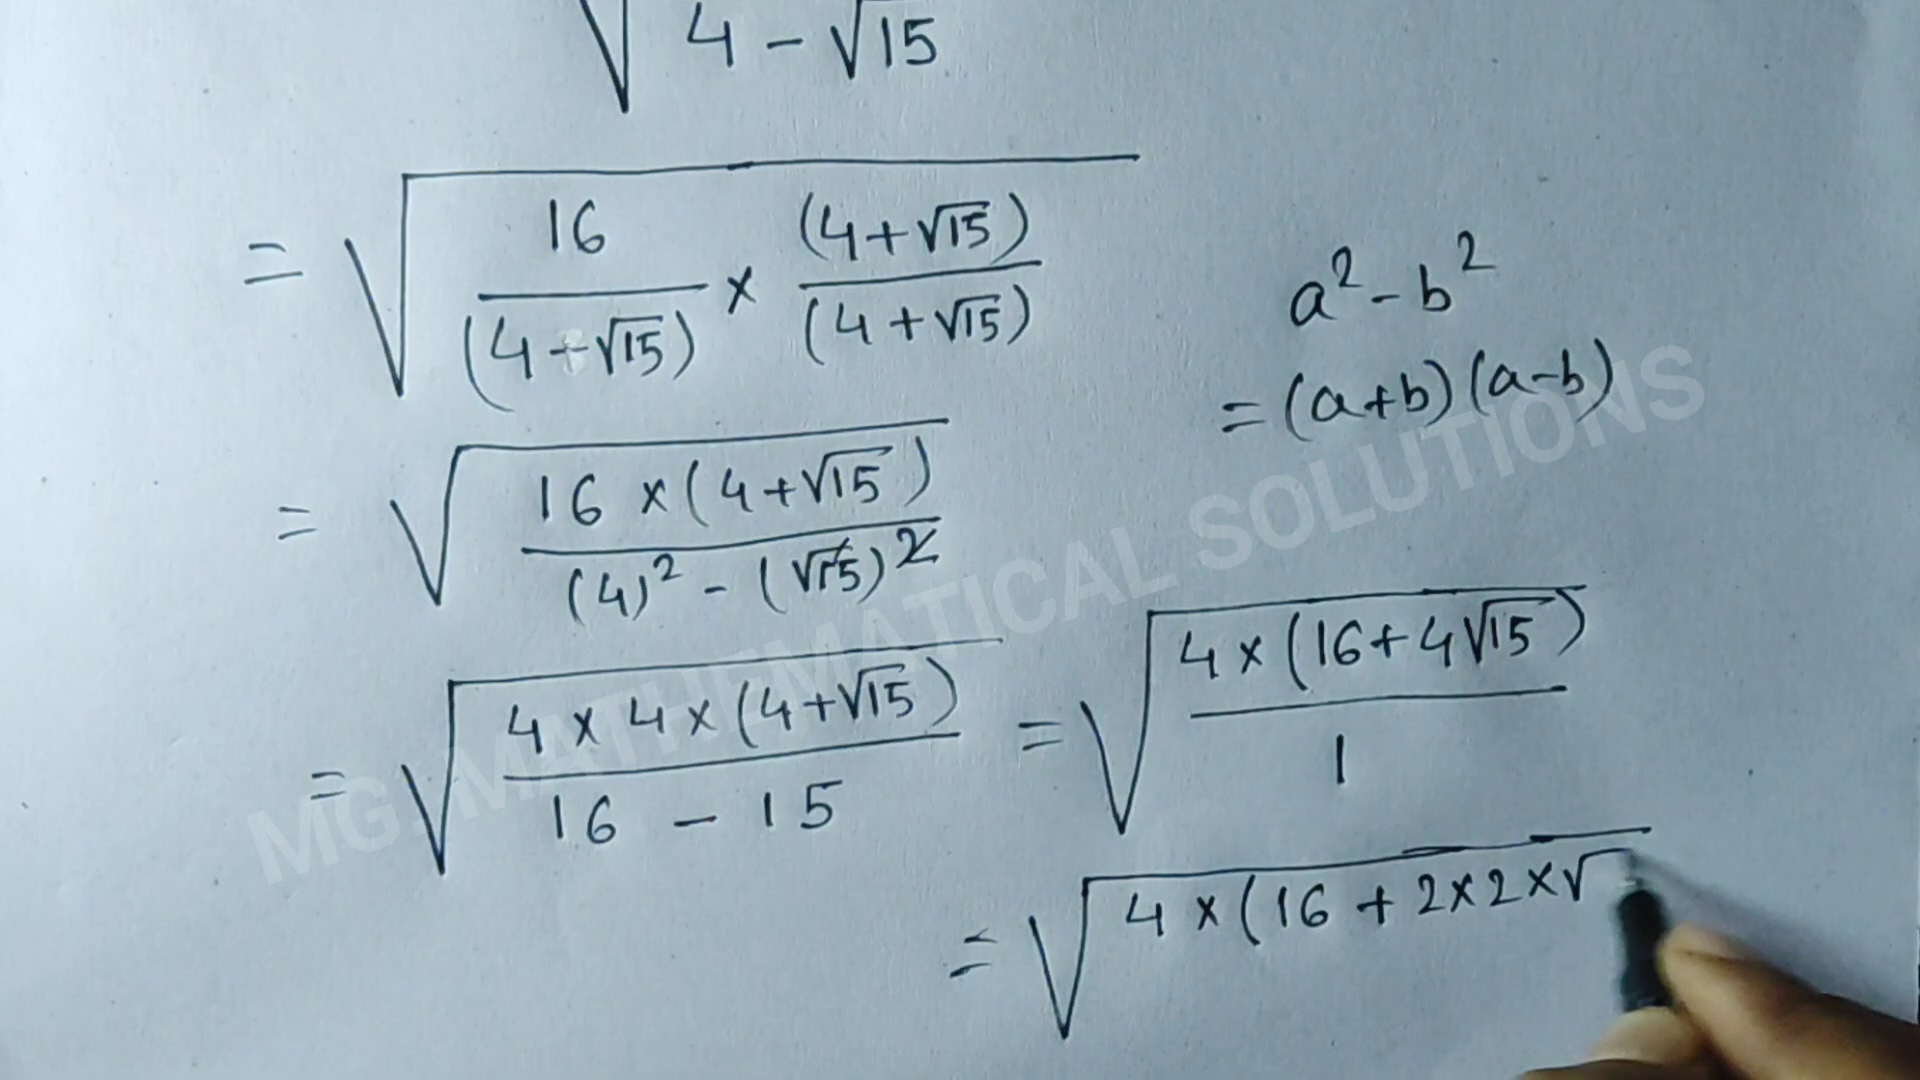 √4 - √15
= √16/(4-√15) × (4+√15)/(4+√15)
a² - b²
= (a+b)(a-b)
= √16 × (4+√15)/(4)² - (√15)²
= √4 × 4 × (4+√15)/16 - 15
= √4 × (16+4√15)/1
= √4 × (16 + 2×2×√
MG. MATHEMATICAL SOLUTIONS